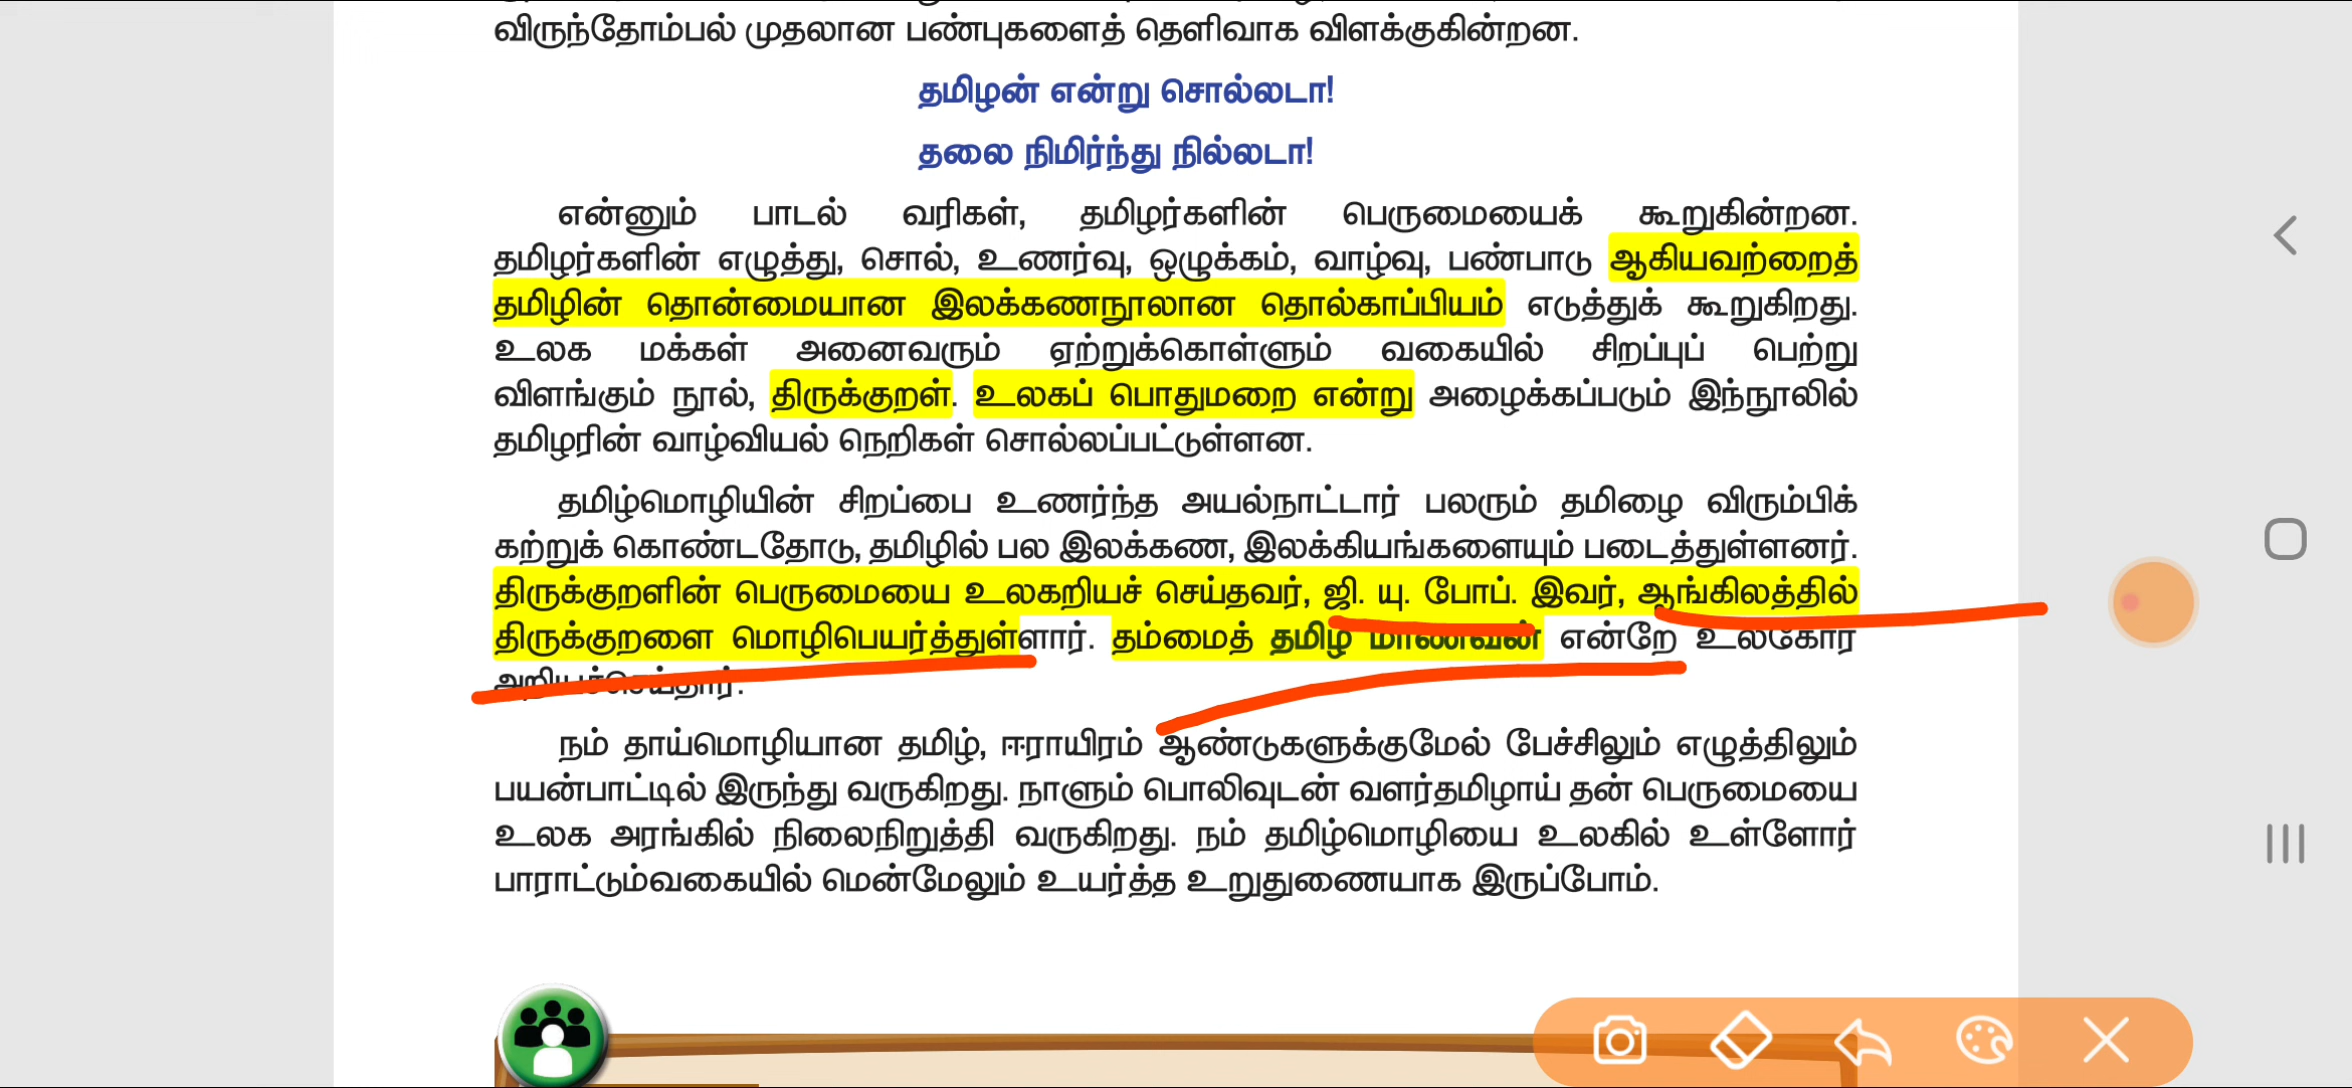 விருந்தோம்பல் முதலான பண்புகளைத் தெளிவாக விளக்குகின்றன.
தமிழன் என்று சொல்லடா!
தலை நிமிர்ந்து நில்லடா!
என்னும் பாடல் வரிகள், தமிழர்களின் பெருமையைக் கூறுகின்றன.
தமிழர்களின் எழுத்து, சொல், உணர்வு, ஒழுக்கம், வாழ்வு, பண்பாடு ஆகியவற்றைத்
தமிழின் தொன்மையான இலக்கணநூலான தொல்காப்பியம் எடுத்துக் கூறுகிறது.
உலக மக்கள் அனைவரும் ஏற்றுக்கொள்ளும் வகையில் சிறப்புப் பெற்று
விளங்கும் நூல், திருக்குறள். உலகப் பொதுமறை என்று அழைக்கப்படும் இந்நூலில்
தமிழரின் வாழ்வியல் நெறிகள் சொல்லப்பட்டுள்ளன.
தமிழ்மொழியின் சிறப்பை உணர்ந்த அயல்நாட்டார் பலரும் தமிழை விரும்பிக்
கற்றுக் கொண்டதோடு, தமிழில் பல இலக்கண, இலக்கியங்களையும் படைத்துள்ளனர்.
திருக்குறளின் பெருமையை உலகறியச் செய்தவர், ஜி. யு. போப். இவர், ஆங்கிலத்தில்
திருக்குறளை மொழிபெயர்த்துள்ளார். தம்மைத் தமிழ் மாணவன் என்றே உலகோர்
அறியச்செய்தார்.
நம் தாய்மொழியான தமிழ், ஈராயிரம் ஆண்டுகளுக்குமேல் பேச்சிலும் எழுத்திலும்
பயன்பாட்டில் இருந்து வருகிறது. நாளும் பொலிவுடன் வளர்தமிழாய் தன் பெருமையை
உலக அரங்கில் நிலைநிறுத்தி வருகிறது. நம் தமிழ்மொழியை உலகில் உள்ளோர்
பாராட்டும்வகையில் மென்மேலும் உயர்த்த உறுதுணையாக இருப்போம்.